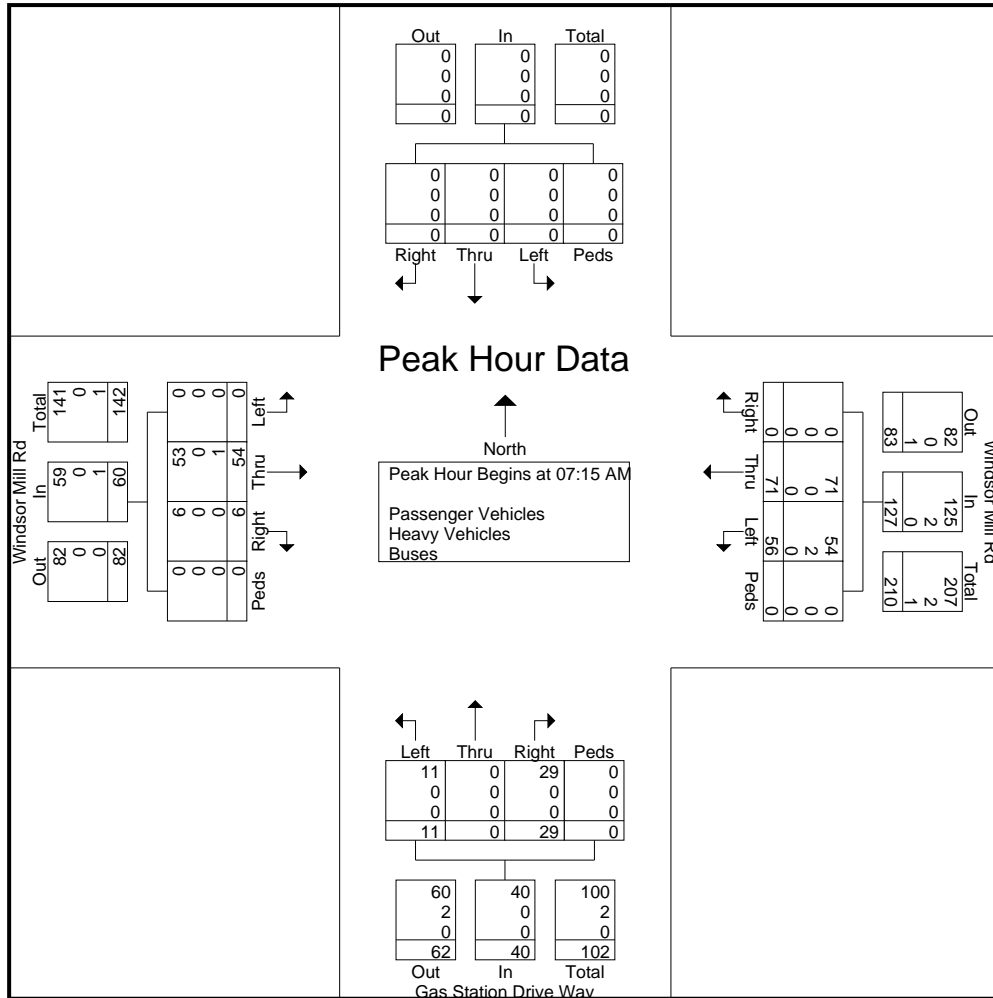 Out In Total
0 0 0
0 0 0
0 0 0
0 0 0
0 0 0 0
0 0 0 0
0 0 0 0
0 0 0 0
Right Thru Left Peds
Peak Hour Data
North
Peak Hour Begins at 07:15 AM
Passenger Vehicles
Heavy Vehicles
Buses
Windsor Mill Rd
Out In Total
82 59 141
0 0 0
0 1 1
82 60 142
0 6 53 0
0 0 0 0
0 0 1 0
0 6 54 0
Peds Right Thru Left
Windsor Mill Rd
Out In Total
82 125 207
0 2 2
1 0 1
83 127 210
0 71 54 0
0 0 2 0
0 0 0 0
0 71 56 0
Right Thru Left Peds
Left Thru Right Peds
11 0 29 0
0 0 0 0
0 0 0 0
11 0 29 0
60 40 100
2 0 2
0 0 0
62 40 102
Out In Total
Gas Station Drive Way